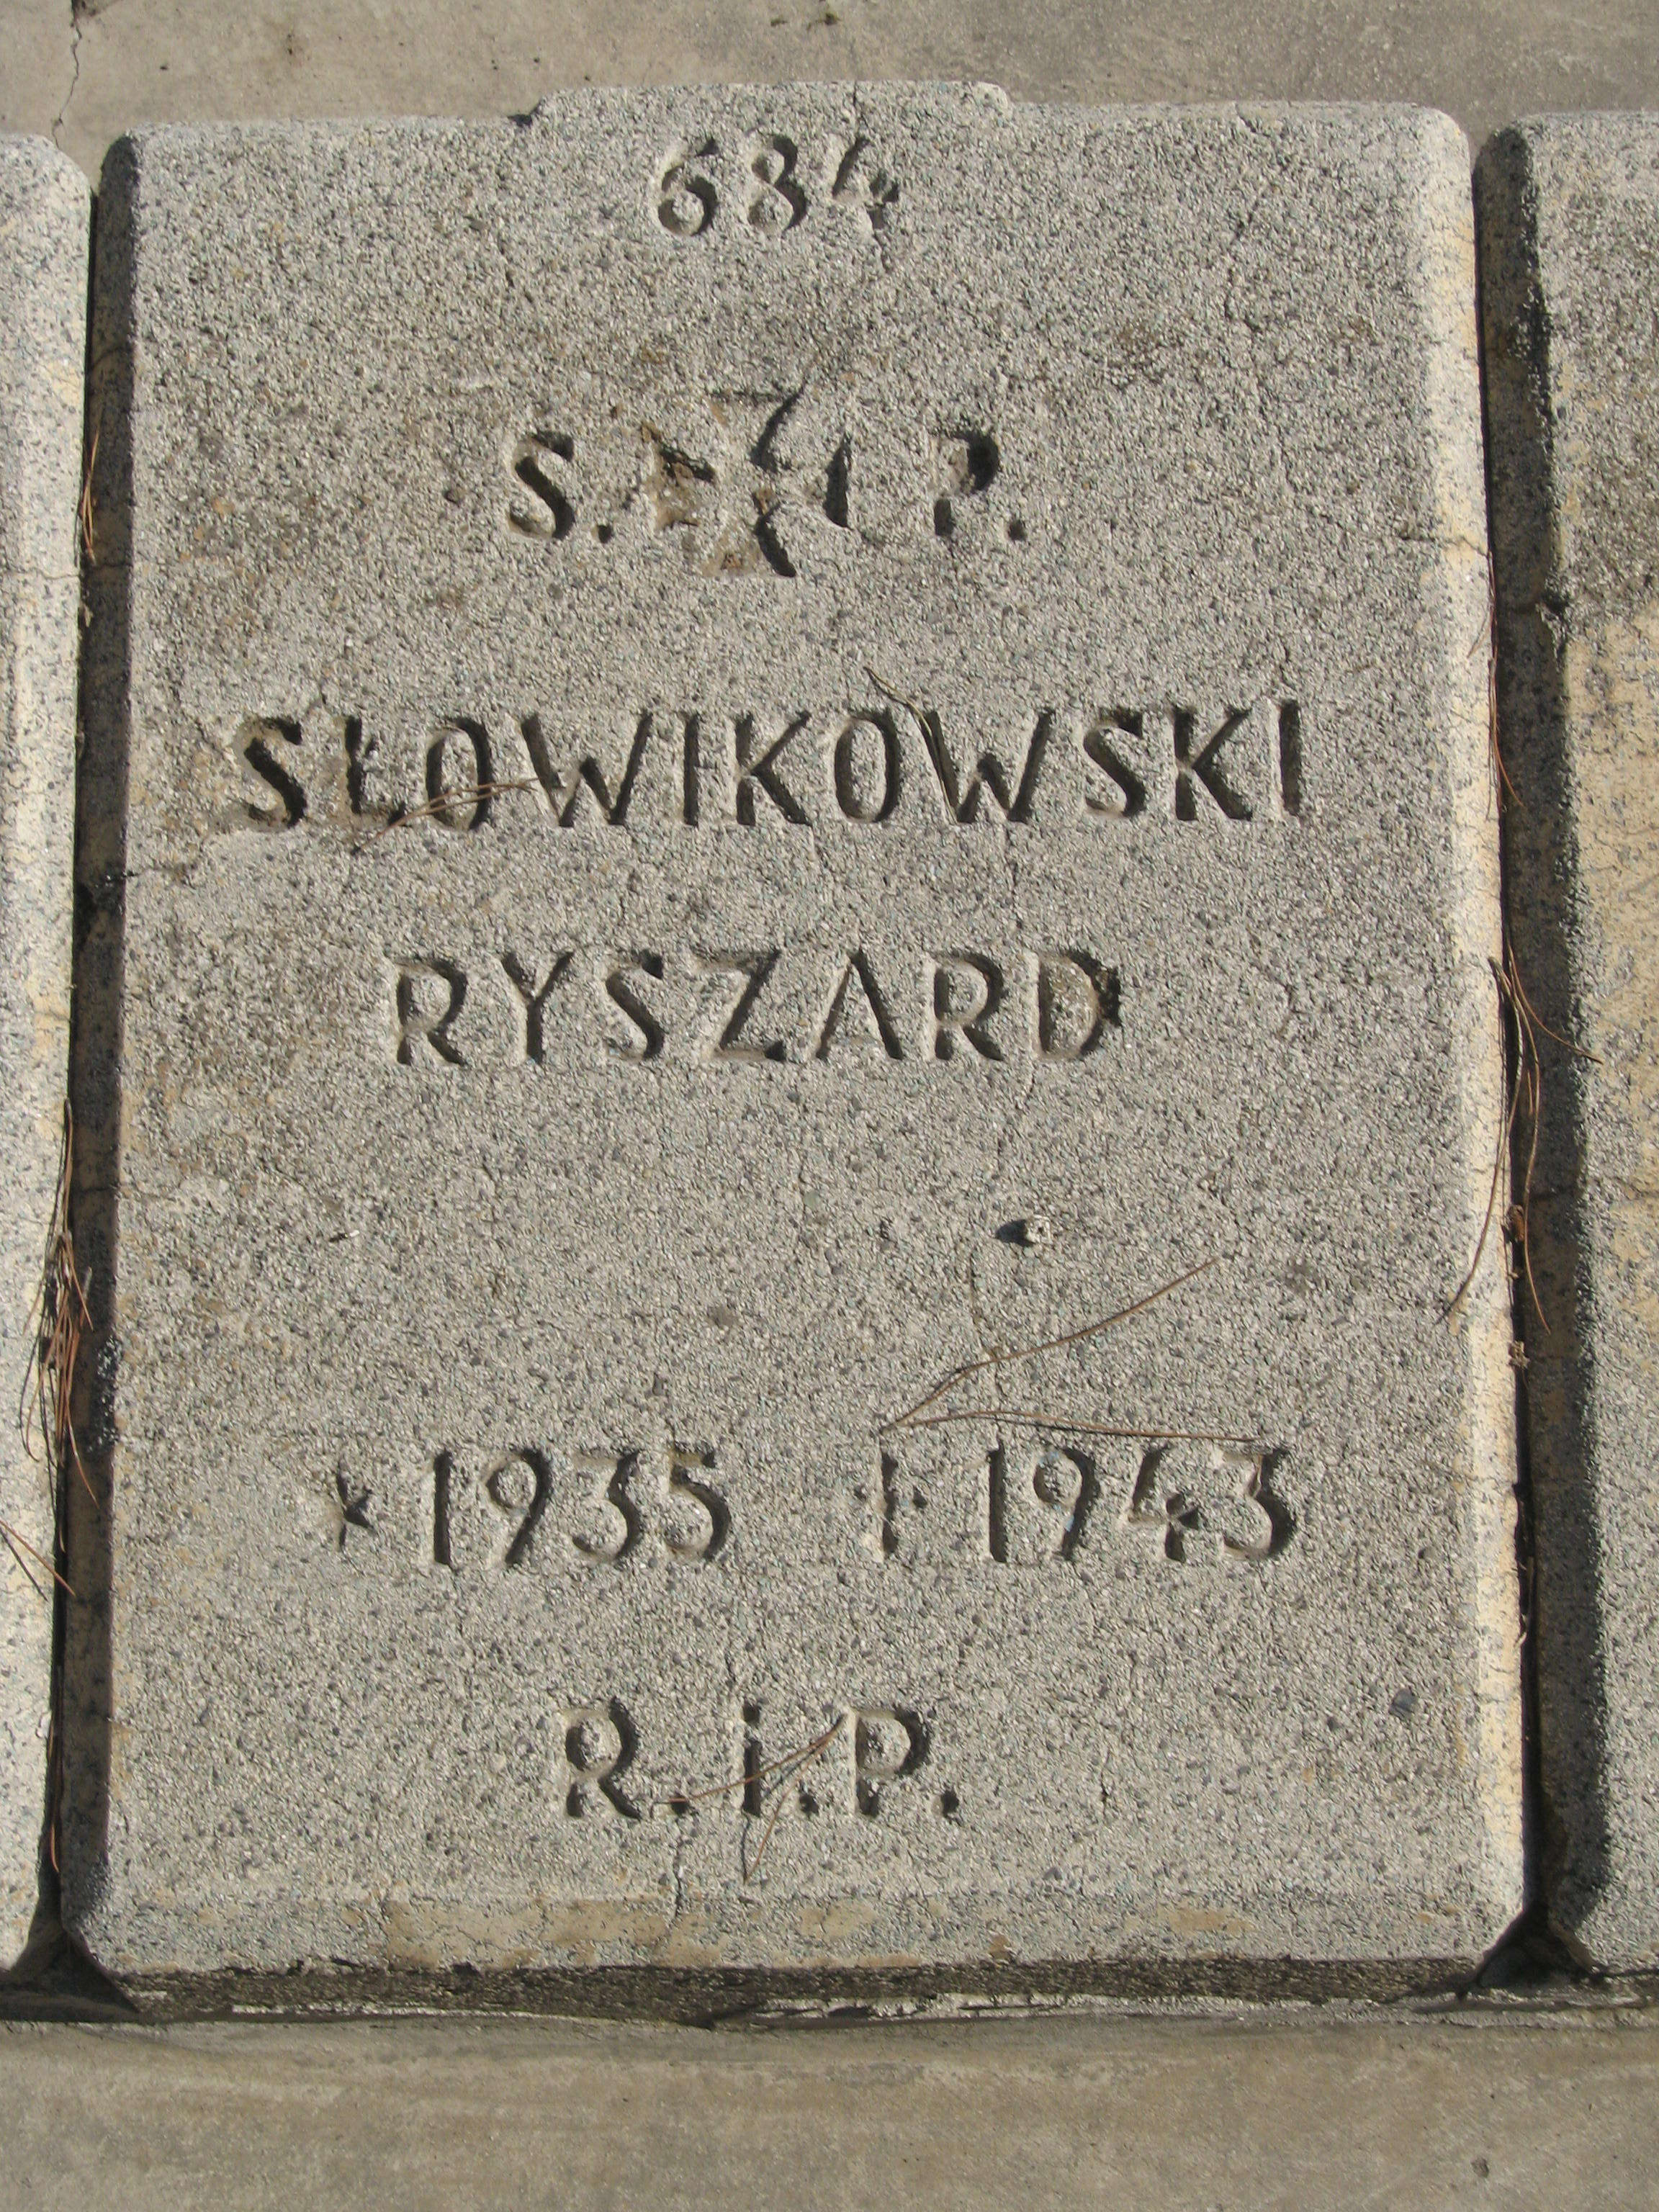 684
S. I P.
SŁOWIKOWSKI
RYSZARD
* 1935 † 1943
R.i.P.